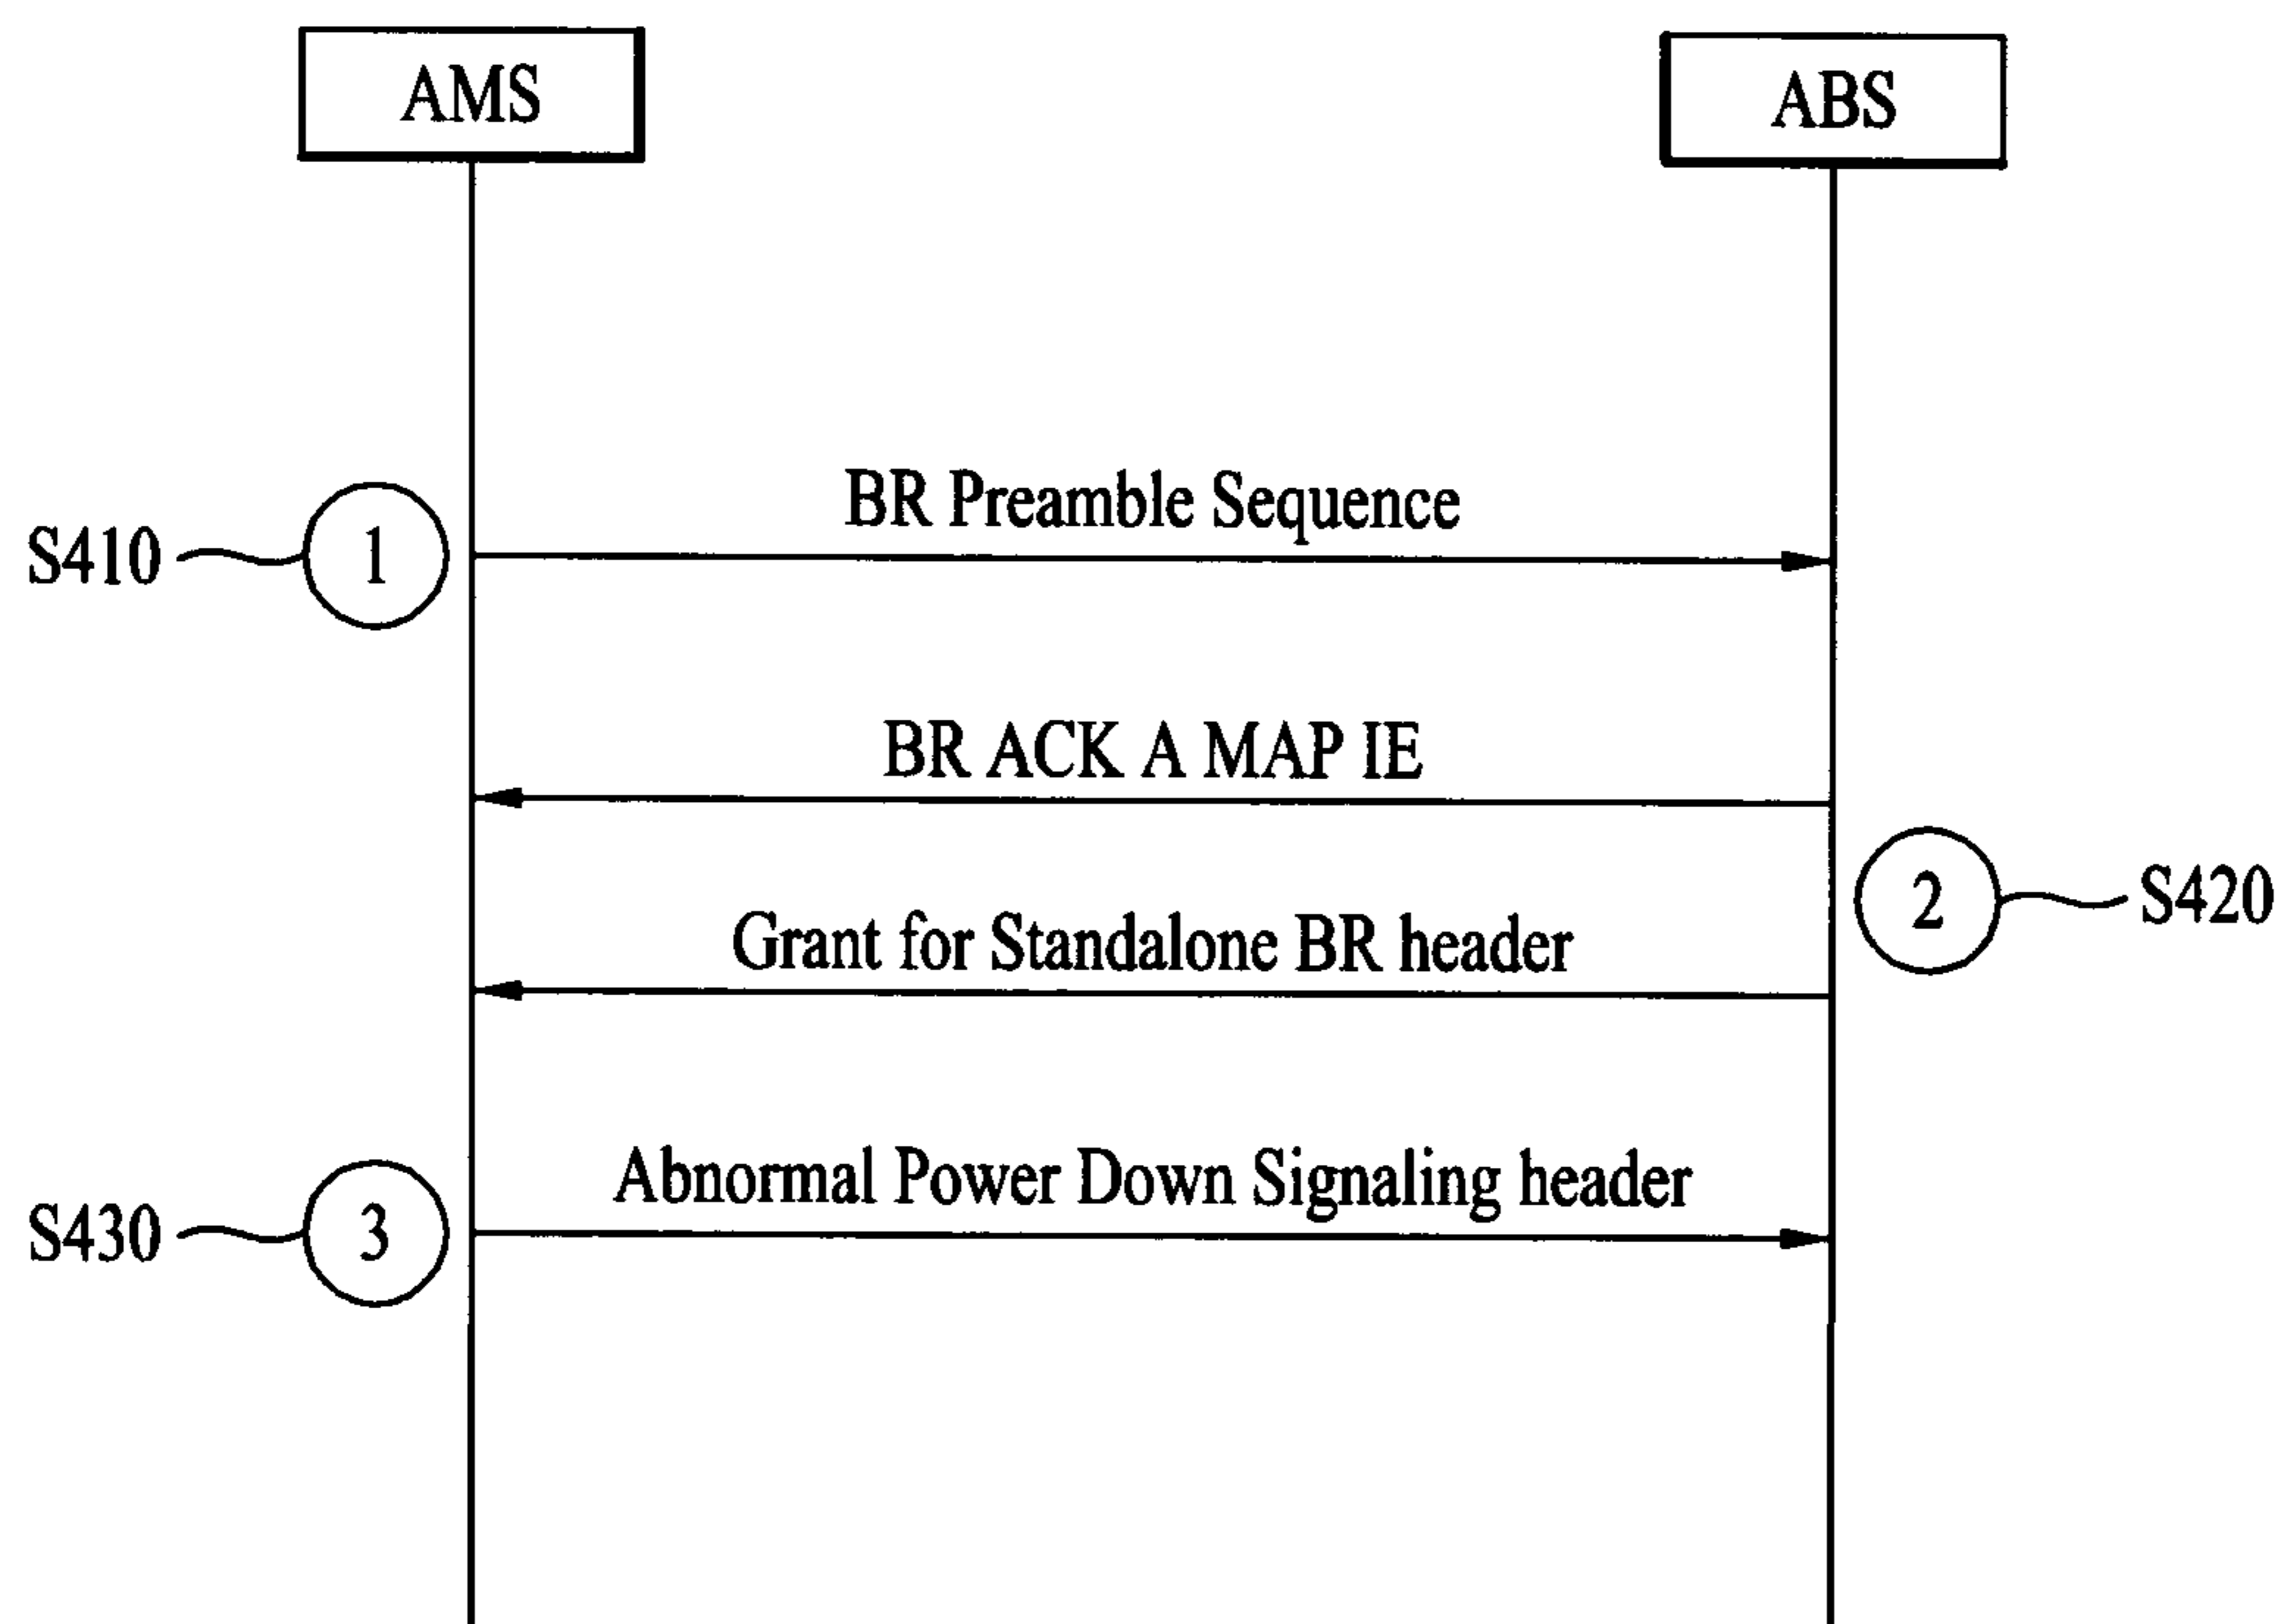 AMS
ABS
BR Preamble Sequence
S410
1
BR ACK A MAP IE
2
S420
Grant for Standalone BR header
Abnormal Power Down Signaling header
S430
3